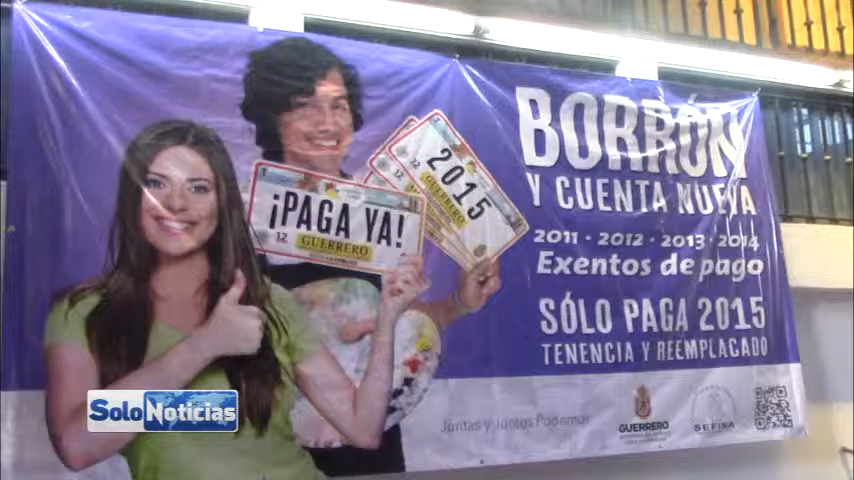 BORRÓN
Y CUENTA NUEVA
2011 · 2012 · 2013 · 2014
Exentos de pago
SÓLO PAGA 2015
TENENCIA Y REEMPLACADO
2015
12
12
GUERRERO
¡PAGA YA!
12
GUERRERO
SoloNoticias
Juntas y Juntos Podemos
GUERRERO
SEFINA